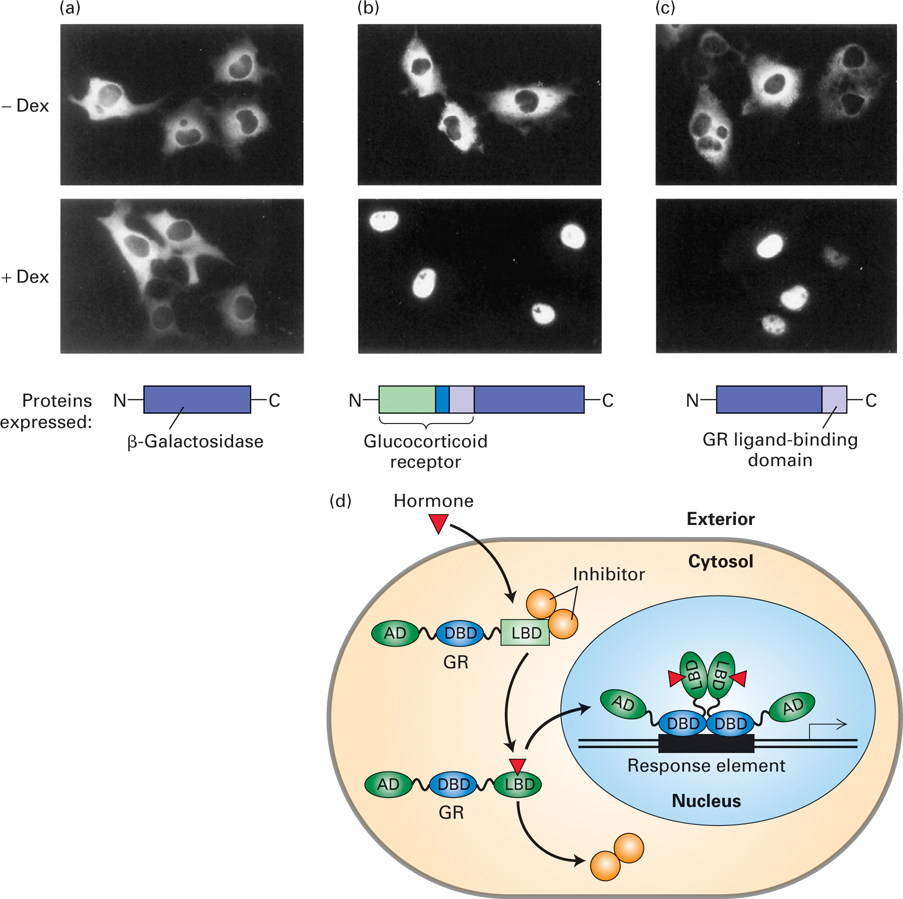 (a)
(b)
(c)
– Dex
+ Dex
Proteins
expressed:
N
C
β-Galactosidase
N
C
Glucocorticoid
receptor
N
C
GR ligand-binding
domain
(d)
Hormone
Exterior
Cytosol
Inhibitor
AD
DBD
LBD
GR
LBD
LBD
AD
DBD
DBD
AD
Response element
Nucleus
AD
DBD
LBD
GR